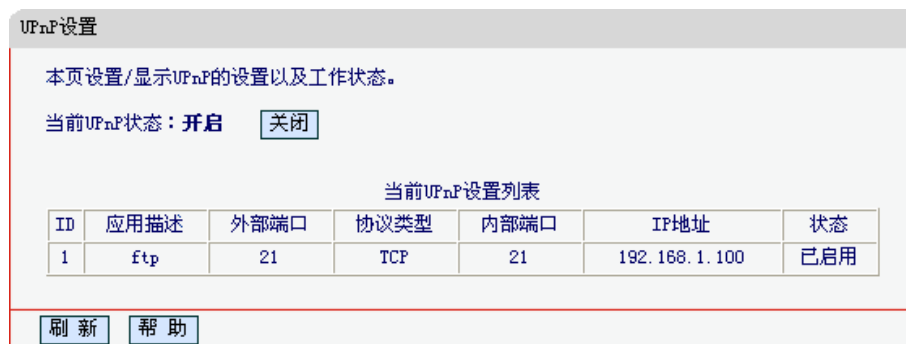 UPnP设置
本页设置/显示UPnP的设置以及工作状态。
当前UPnP状态：开启 关闭
当前UPnP设置列表
ID 应用描述 外部端口 协议类型 内部端口 IP地址 状态
1 ftp 21 TCP 21 192.168.1.100 已启用
刷 新 帮 助